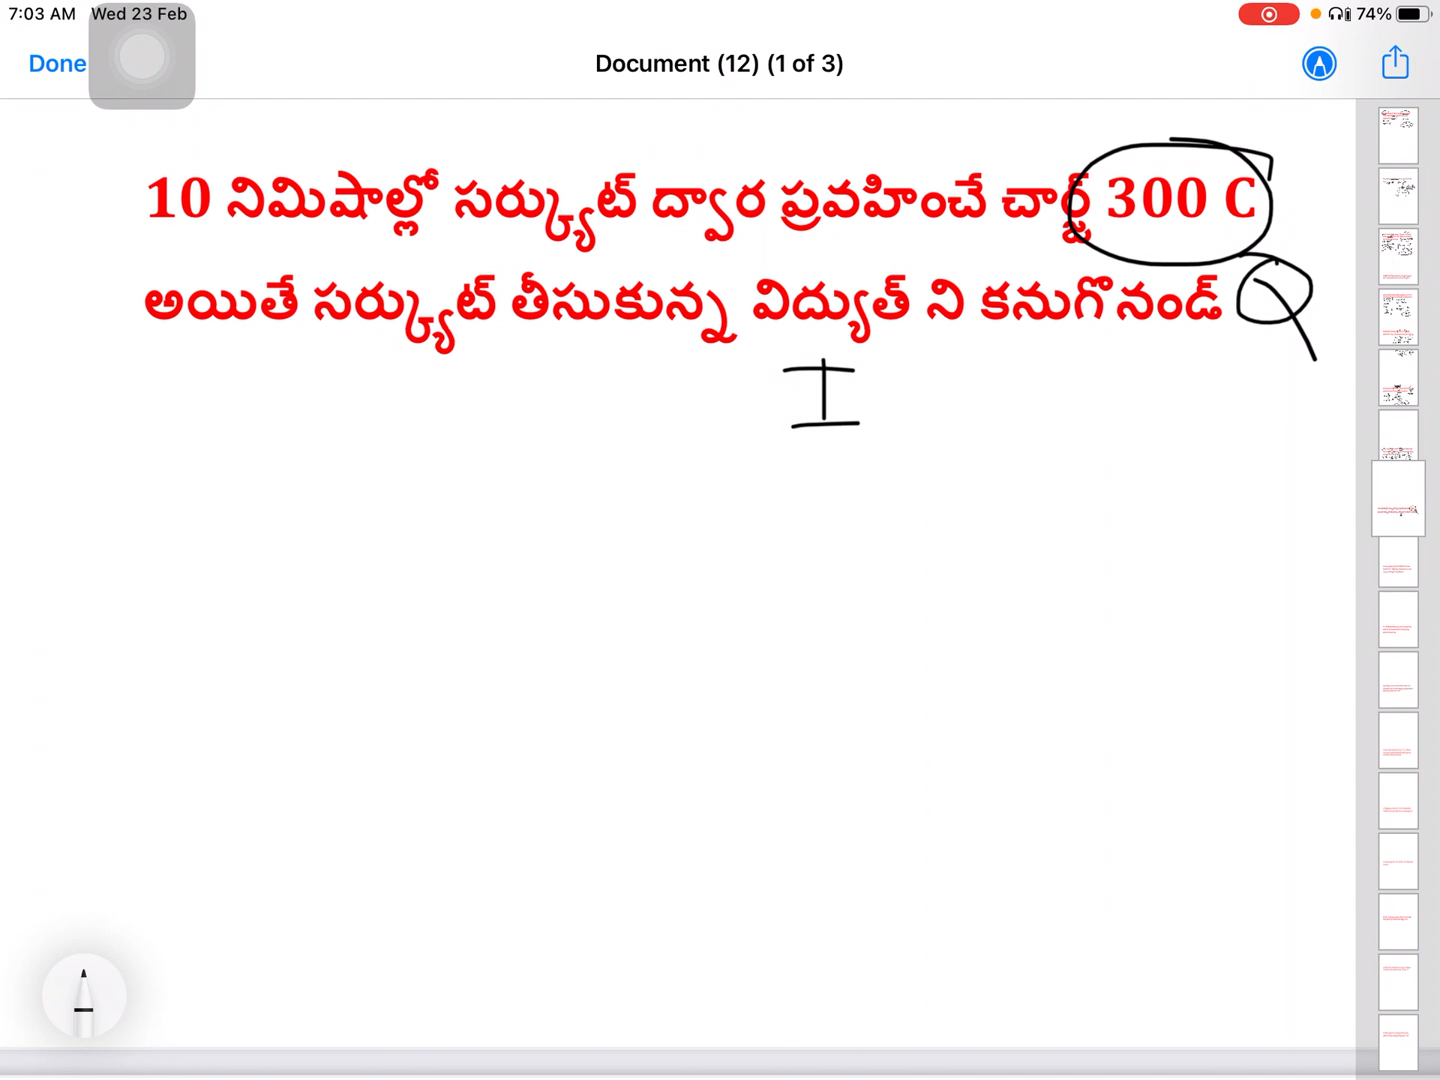 7:03 AM Wed 23 Feb
74%
Done
Document (12) (1 of 3)
10 నిమిషాల్లో సర్క్యుట్ ద్వార ప్రవహించే చార్జ్ 300 C
అయితే సర్క్యుట్ తీసుకున్న విద్యుత్ ని కనుగొనండ్
Q
I